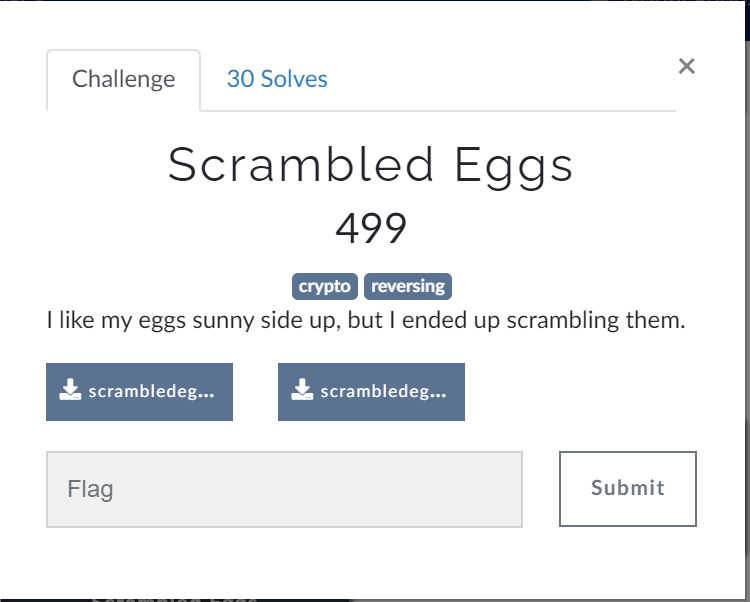 Challenge
30 Solves
×
Scrambled Eggs
499
crypto reversing
I like my eggs sunny side up, but I ended up scrambling them.
scrambledeg...
scrambledeg...
Flag
Submit